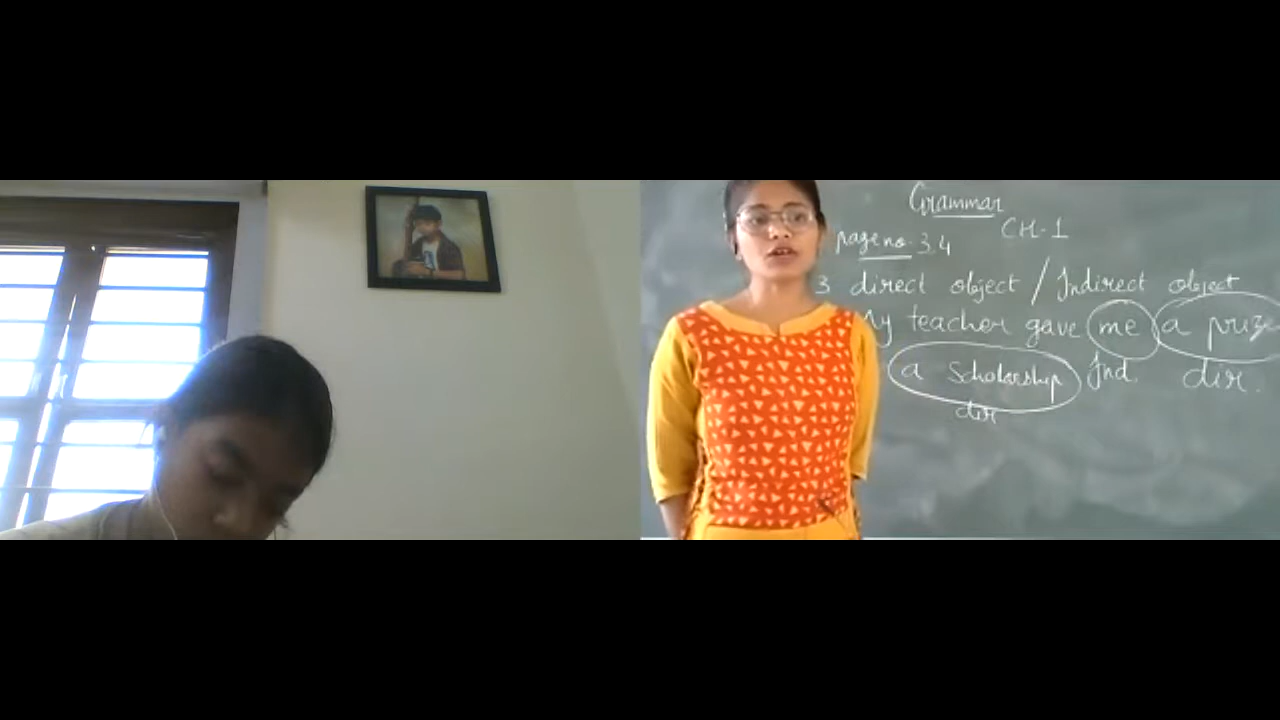 Grammar
CH-1
page no. 3,4
3 direct object / Indirect object
My teacher gave me a prize
a scholarship Ind. dir.
dir